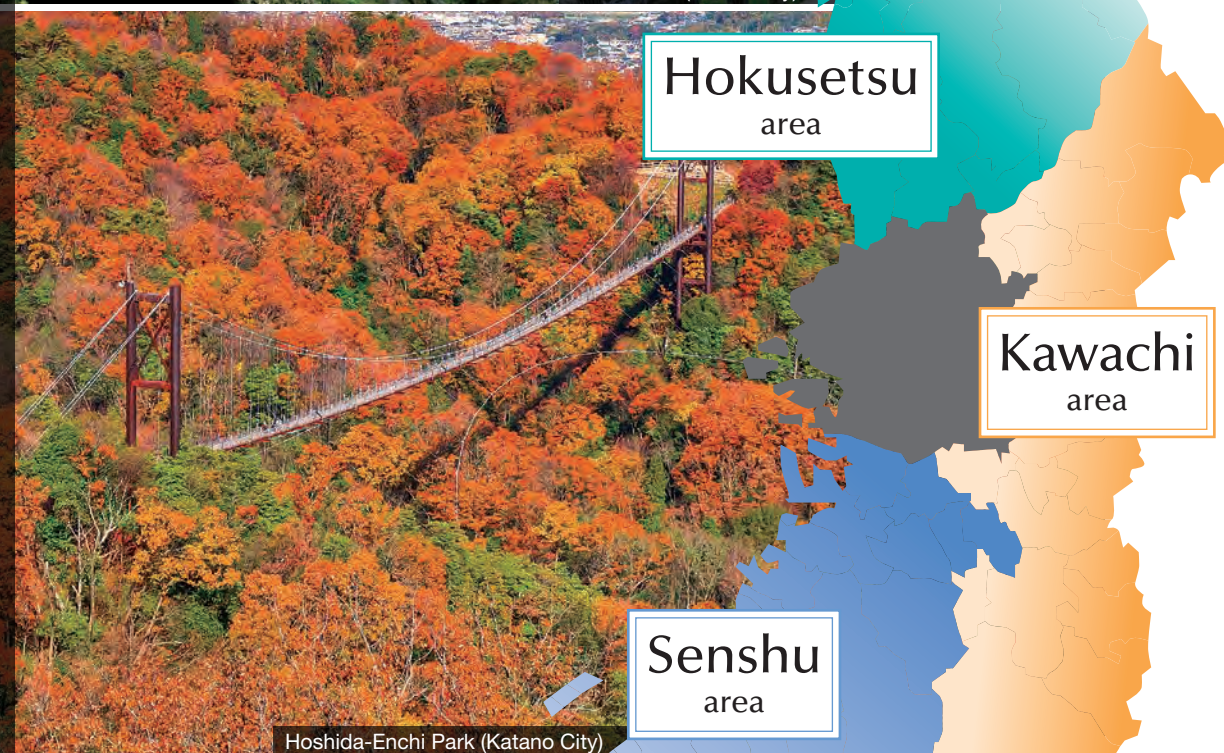 Hokusetsu
area
Kawachi
area
Senshu
area
Hoshida-Enchi Park (Katano City)